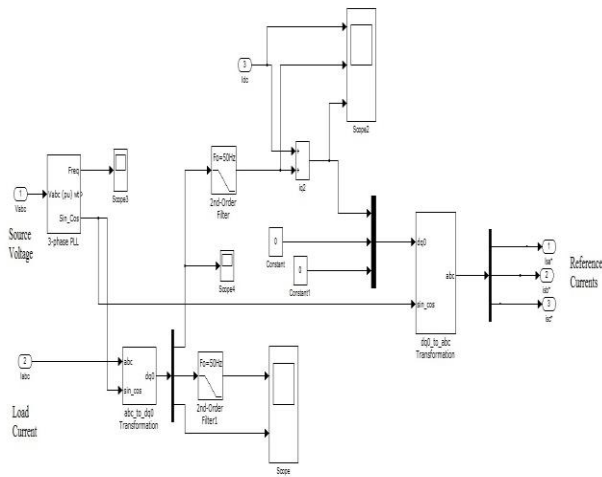 3
Idc
Scope2
Fo=50Hz
2nd-Order
Filter
+
+
iq2
Freq
Vabc (pu) wt
Sin_Cos
3-phase PLL
Scope3
1
Vabc
Source
Voltage
0
Constant
0
Constant1
Scope4
dq0
abc
sin_cos
dq0_to_abc
Transformation
1
isa*
2
isb*
3
isc*
Reference
Currents
2
Iabc
Load
Current
abc
dq0
sin_cos
abc_to_dq0
Transformation
Fo=50Hz
2nd-Order
Filter1
Scope